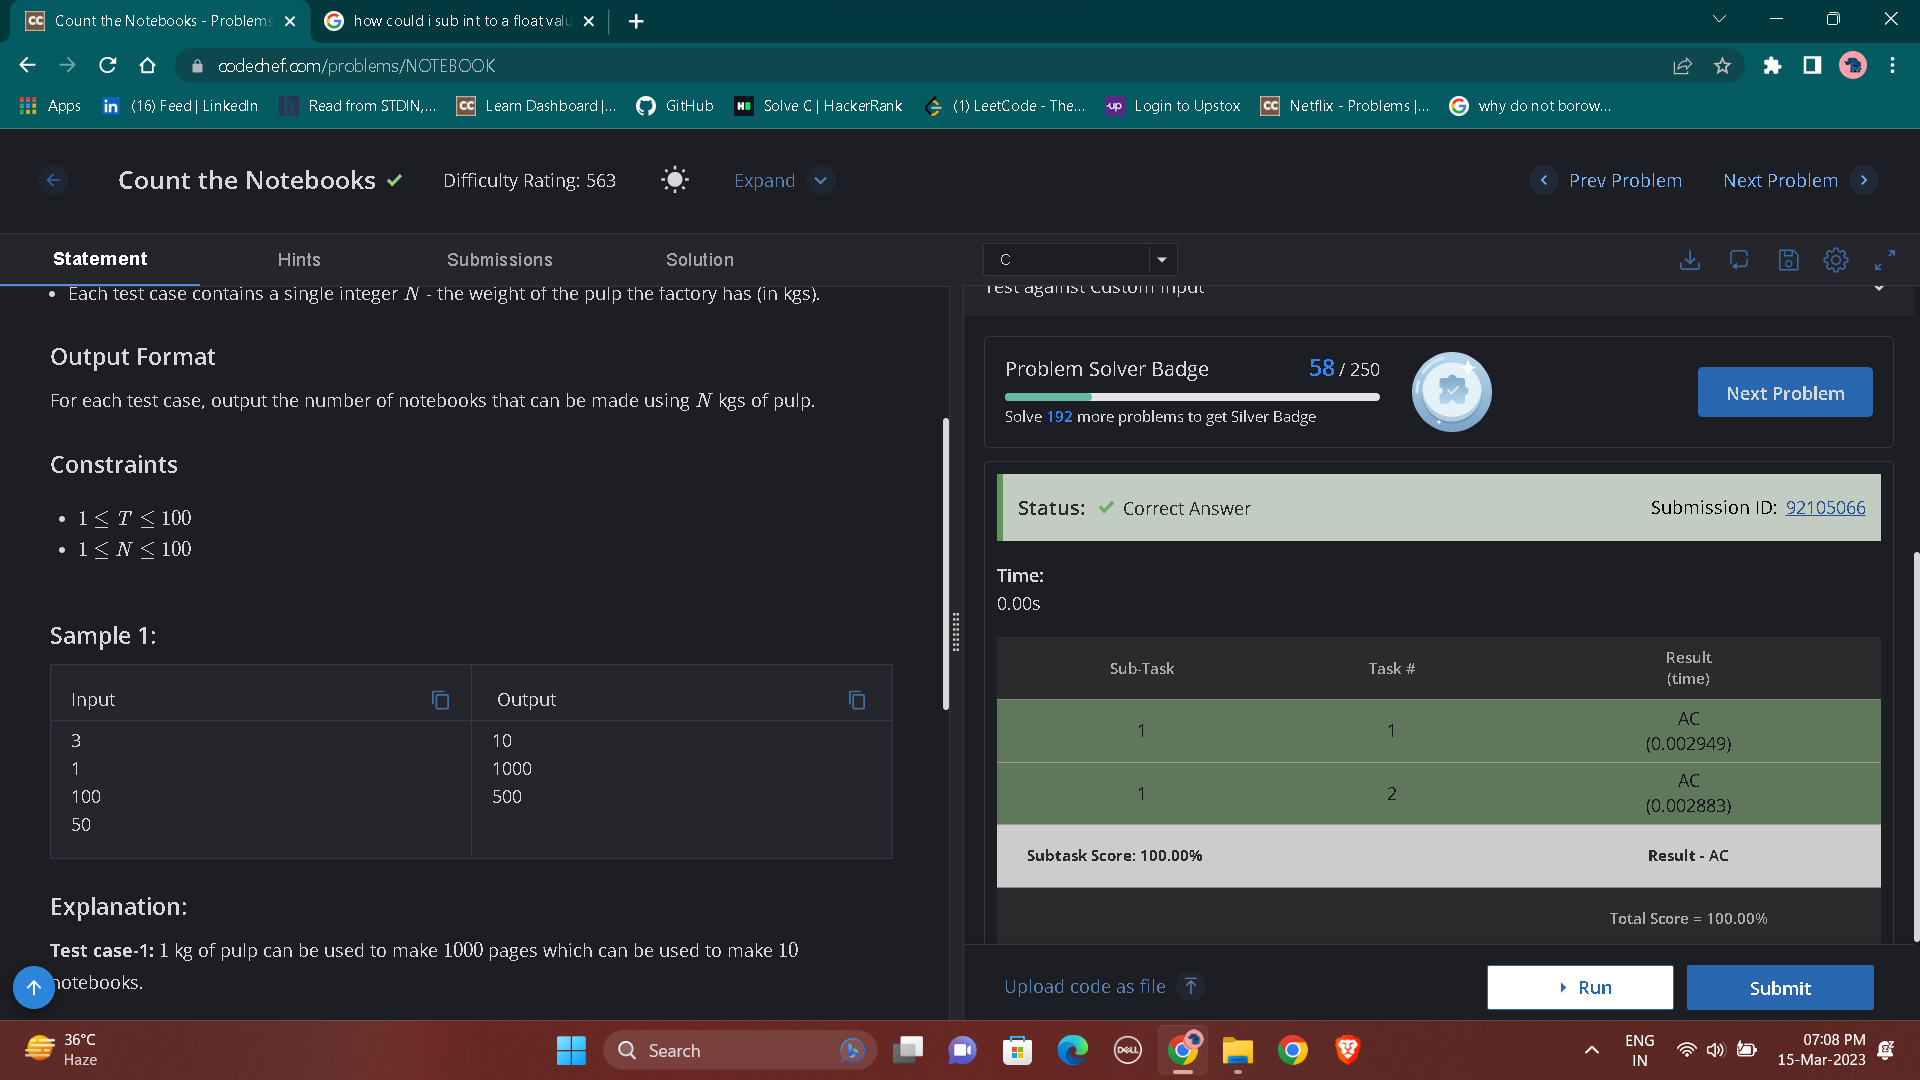 Count the Notebooks - Problems
how could i sub int to a float valu
codechef.com/problems/NOTEBOOK
Apps
(16) Feed | LinkedIn
Read from STDIN,...
Learn Dashboard |...
GitHub
Solve C | HackerRank
(1) LeetCode - The...
Login to Upstox
Netflix - Problems |...
why do not borow...
Count the Notebooks
Difficulty Rating: 563
Expand
Prev Problem
Next Problem
Statement
Hints
Submissions
Solution
C
• Each test case contains a single integer N - the weight of the pulp the factory has (in kgs).
Output Format
For each test case, output the number of notebooks that can be made using N kgs of pulp.
Constraints
• 1 ≤ T ≤ 100
• 1 ≤ N ≤ 100
Sample 1:
Input
Output
3
1
100
50
10
1000
500
Explanation:
Test case-1: 1 kg of pulp can be used to make 1000 pages which can be used to make 10
notebooks.
Test against Custom Input
Problem Solver Badge
58 / 250
Solve 192 more problems to get Silver Badge
Next Problem
Status: ✓ Correct Answer
Submission ID: 92105066
Time:
0.00s
Sub-Task
Task #
Result
(time)
1
1
AC
(0.002949)
1
2
AC
(0.002883)
Subtask Score: 100.00%
Result - AC
Total Score = 100.00%
Upload code as file
Run
Submit
36°C
Haze
Search
DELL
ENG
IN
07:08 PM
15-Mar-2023